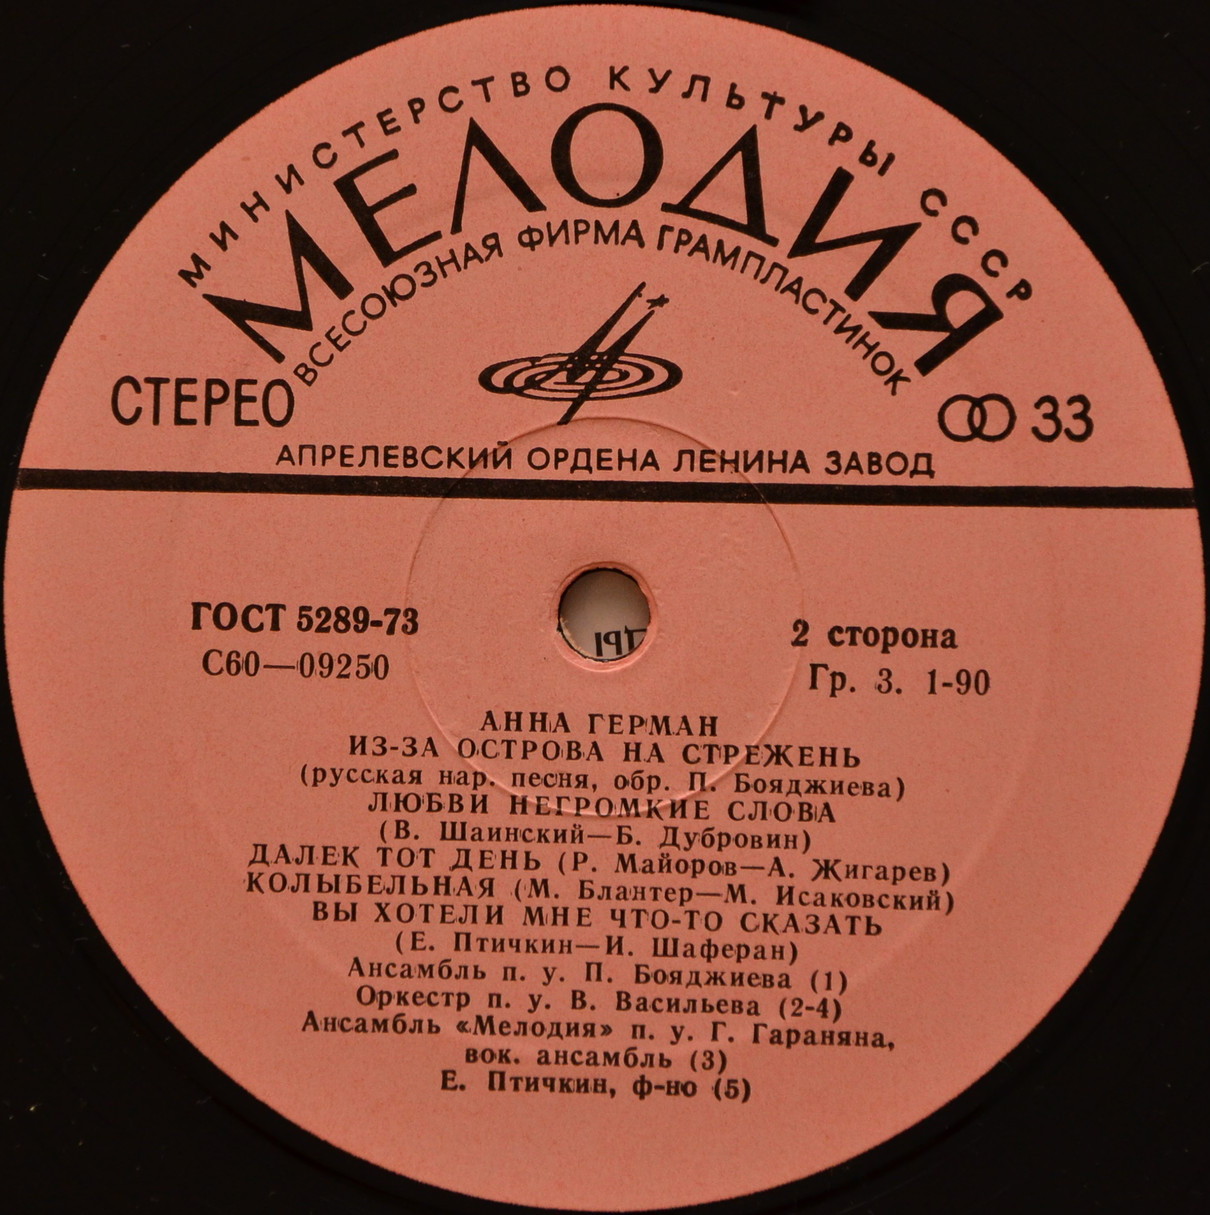 МИНИСТЕРСТВО КУЛЬТУРЫ СССР
МЕЛОДИЯ
ВСЕСОЮЗНАЯ ФИРМА ГРАМПЛАСТИНОК
СТЕРЕО
33
АПРЕЛЕВСКИЙ ОРДЕНА ЛЕНИНА ЗАВОД
ГОСТ 5289-73
С60—09250
2 сторона
Гр. 3. 1-90
АННА ГЕРМАН
ИЗ-ЗА ОСТРОВА НА СТРЕЖЕНЬ
(русская нар. песня, обр. П. Бояджиева)
ЛЮБВИ НЕГРОМКИЕ СЛОВА
(В. Шаинский—Б. Дубровин)
ДАЛЕК ТОТ ДЕНЬ (Р. Майоров—А. Жигарев)
КОЛЫБЕЛЬНАЯ (М. Блантер—М. Исаковский)
ВЫ ХОТЕЛИ МНЕ ЧТО-ТО СКАЗАТЬ
(Е. Птичкин—И. Шаферан)
Ансамбль п. у. П. Бояджиева (1)
Оркестр п. у. В. Васильева (2-4)
Ансамбль «Мелодия» п. у. Г. Гараняна,
вок. ансамбль (3)
Е. Птичкин, ф-но (5)